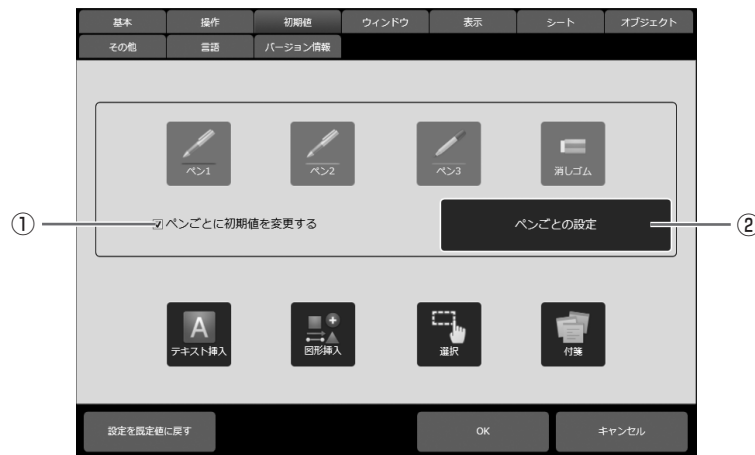 基本 操作 初期値 ウィンドウ 表示 シート オブジェクト
その他 言語 バージョン情報
ペン1 ペン2 ペン3 消しゴム
① ペンごとに初期値を変更する ペンごとの設定 ②
A
テキスト挿入 図形挿入 選択 付箋
設定を既定値に戻す OK キャンセル